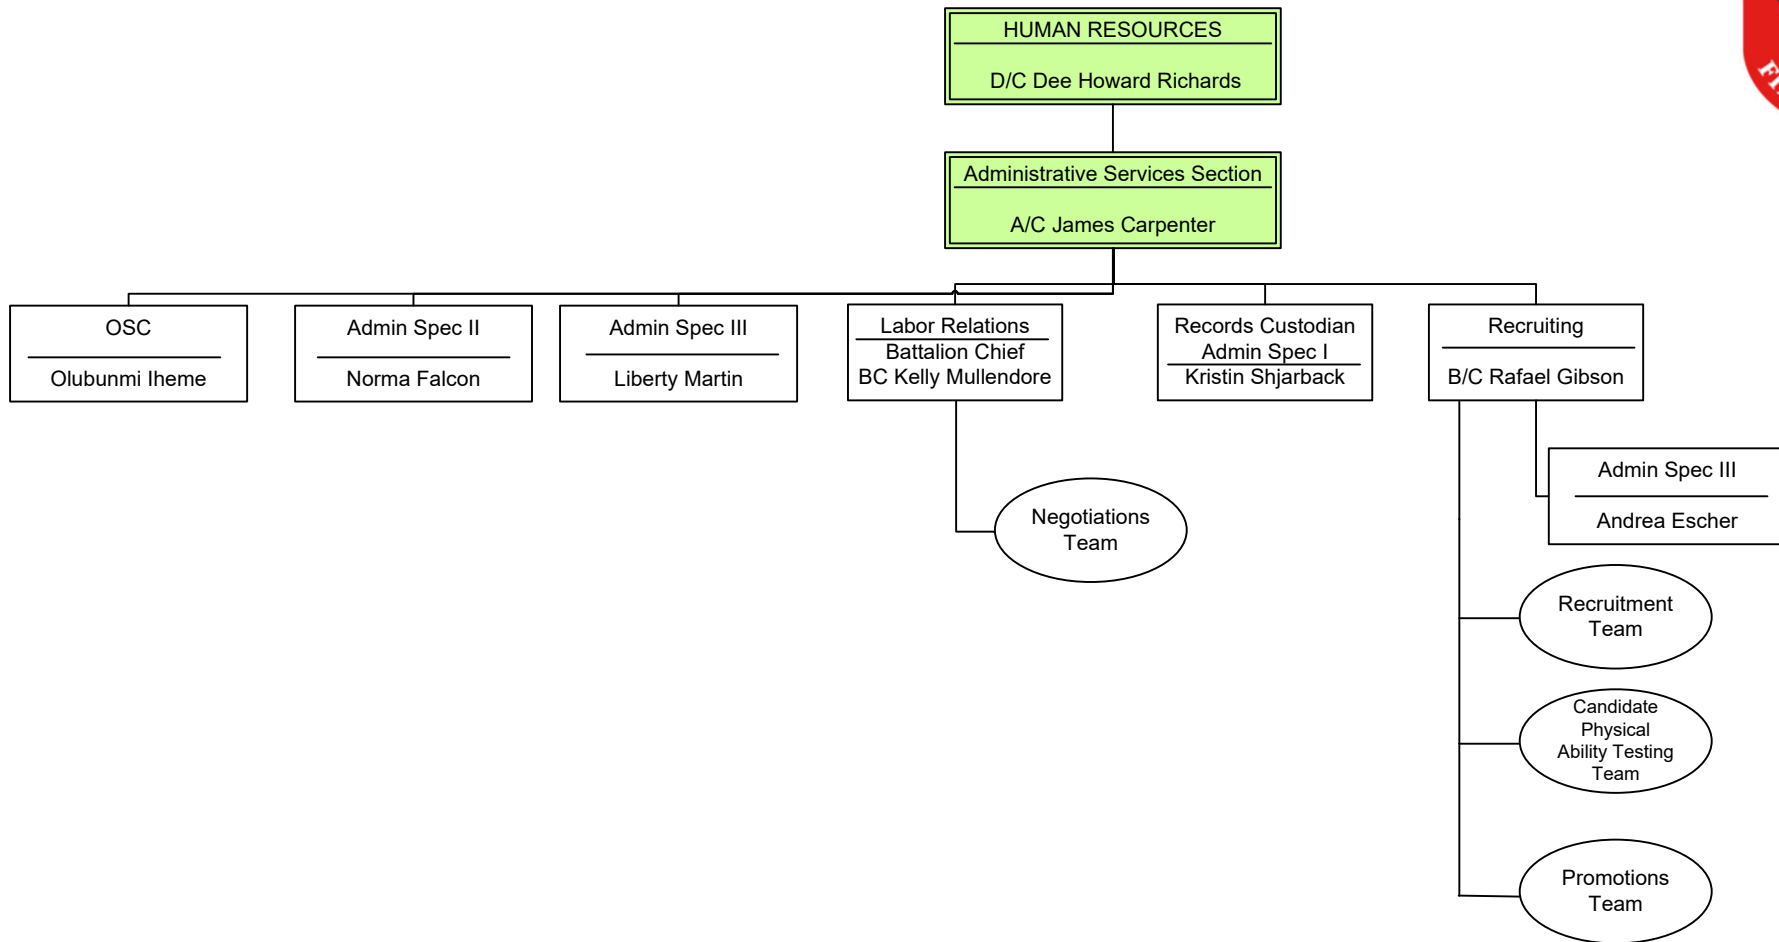 HUMAN RESOURCES
D/C Dee Howard Richards
Administrative Services Section
A/C James Carpenter
OSC
Olubunmi Iheme
Admin Spec II
Norma Falcon
Admin Spec III
Liberty Martin
Labor Relations
Battalion Chief
BC Kelly Mullendore
Records Custodian
Admin Spec I
Kristin Shjarback
Recruiting
B/C Rafael Gibson
Admin Spec III
Andrea Escher
Negotiations
Team
Recruitment
Team
Candidate
Physical
Ability Testing
Team
Promotions
Team